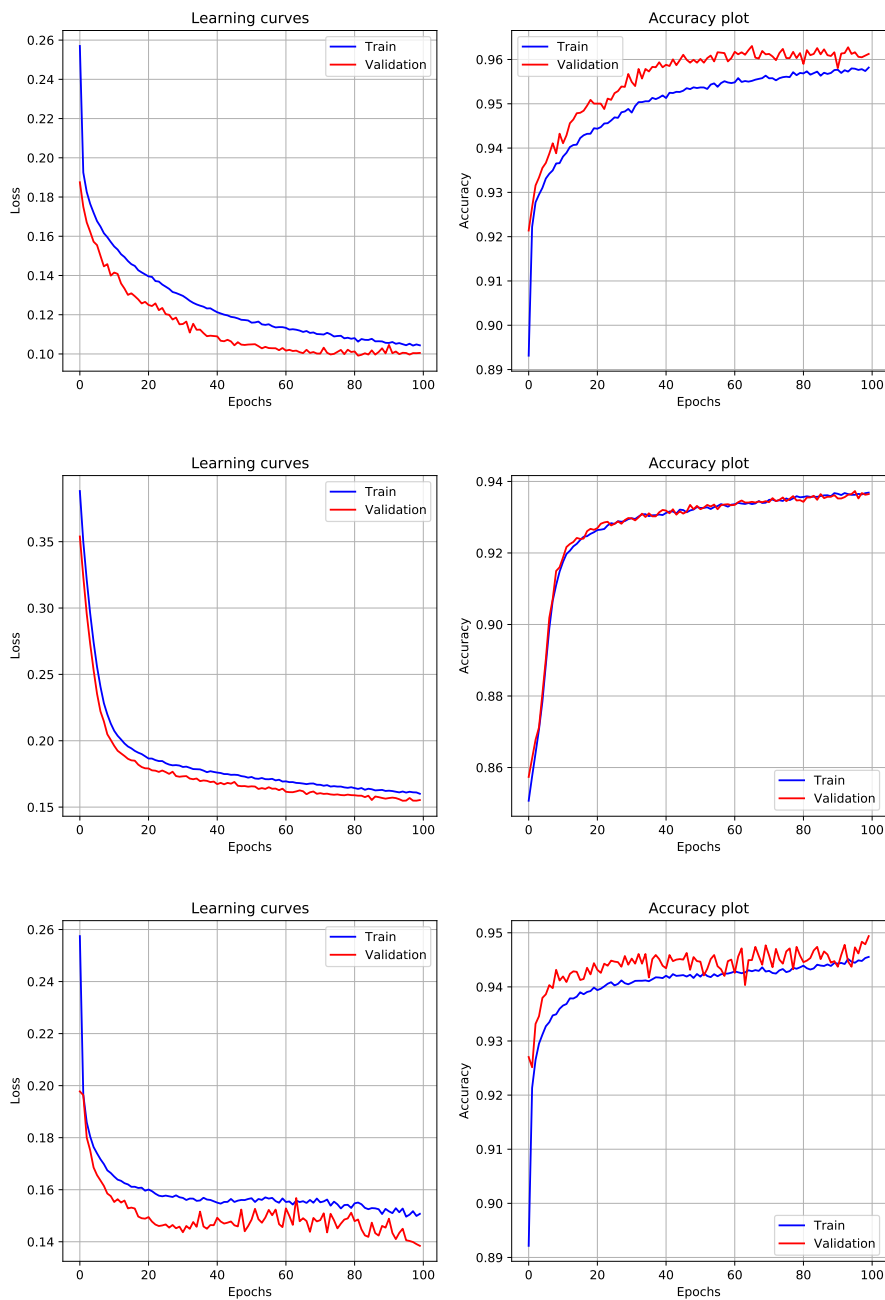 Learning curves
0.26
0.24
0.22
0.20
0.18
0.16
0.14
0.12
0.10
Loss
0 20 40 60 80 100
Epochs
Train
Validation
Accuracy plot
0.96
0.95
0.94
0.93
0.92
0.91
0.90
0.89
Accuracy
0 20 40 60 80 100
Epochs
Train
Validation
Learning curves
0.35
0.30
0.25
0.20
0.15
Loss
0 20 40 60 80 100
Epochs
Train
Validation
Accuracy plot
0.94
0.92
0.90
0.88
0.86
Accuracy
0 20 40 60 80 100
Epochs
Train
Validation
Learning curves
0.26
0.24
0.22
0.20
0.18
0.16
0.14
Loss
0 20 40 60 80 100
Epochs
Train
Validation
Accuracy plot
0.95
0.94
0.93
0.92
0.91
0.90
0.89
Accuracy
0 20 40 60 80 100
Epochs
Train
Validation